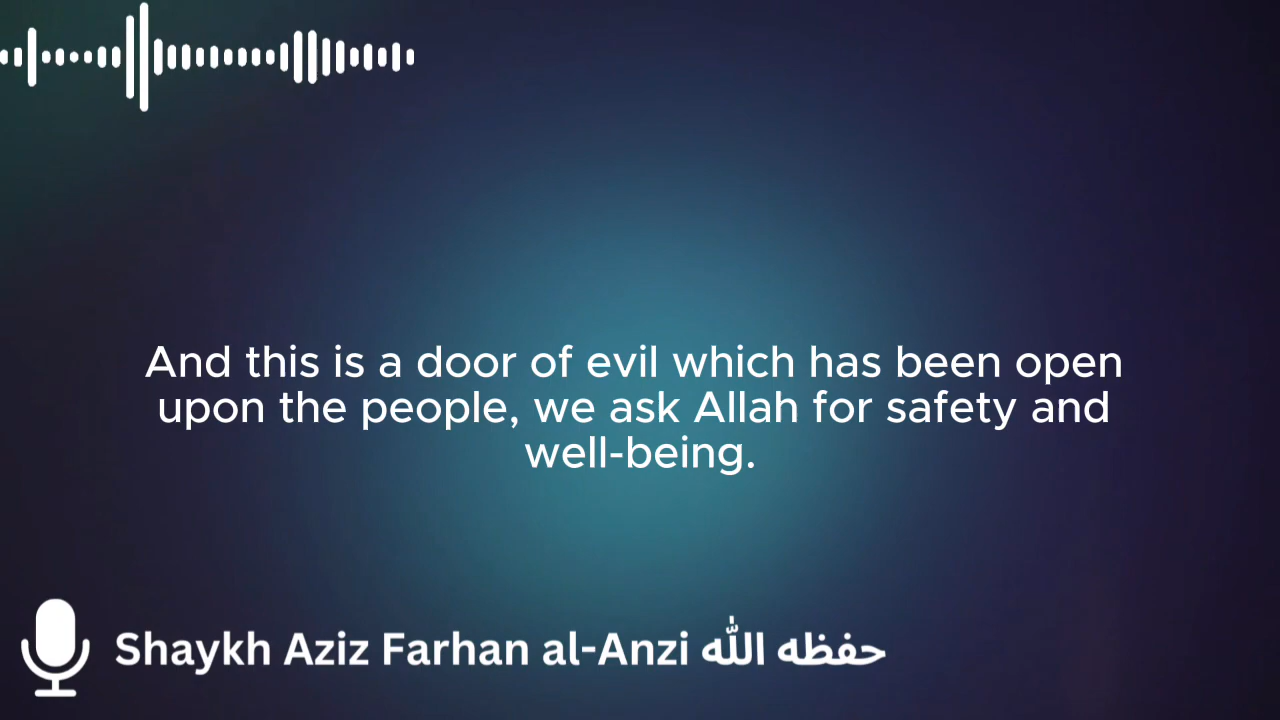 And this is a door of evil which has been open
upon the people, we ask Allah for safety and
well-being.
Shaykh Aziz Farhan al-Anzi حفظه الله